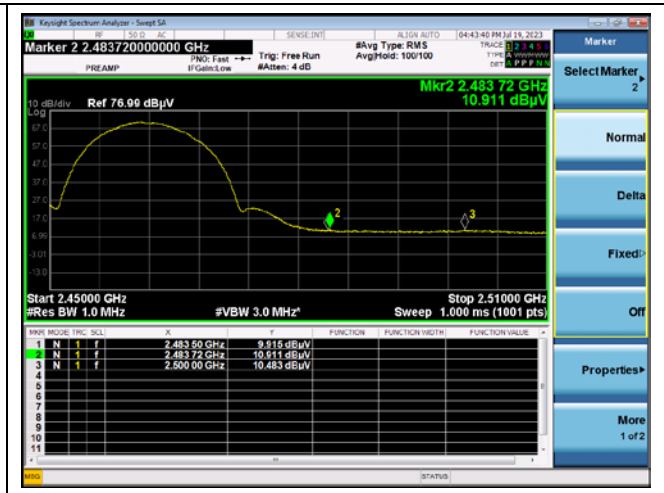 Keysight Spectrum Analyzer - Swept SA
RF 50 Ω AC SENSE:INT ALIGN AUTO 04:43:40 PM Jul 19, 2023
Marker 2 2.483720000000 GHz
PREAMP
PNO: Fast
IFGain:Low
Trig: Free Run
#Atten: 4 dB
#Avg Type: RMS
Avg|Hold: 100/100
TRACE 1 2 3 4 5 6
TYPE
DET A P P P N N
Mkr2 2.483 72 GHz
10.911 dBµV
10 dB/div Ref 76.99 dBµV
Log
67.0
57.0
47.0
37.0
27.0
17.0
6.99
-3.01
-13.0
2
3
Start 2.45000 GHz
Stop 2.51000 GHz
#Res BW 1.0 MHz
#VBW 3.0 MHz*
Sweep 1.000 ms (1001 pts)
MKR MODE TRC SCL X Y FUNCTION FUNCTION WIDTH FUNCTION VALUE
1 N 1 f 2.483 50 GHz 9.915 dBµV
2 N 1 f 2.483 72 GHz 10.911 dBµV
3 N 1 f 2.500 00 GHz 10.483 dBµV
4
5
6
7
8
9
10
11
MSG
STATUS
Marker
Select Marker
2
Normal
Delta
Fixed
Off
Properties
More
1 of 2